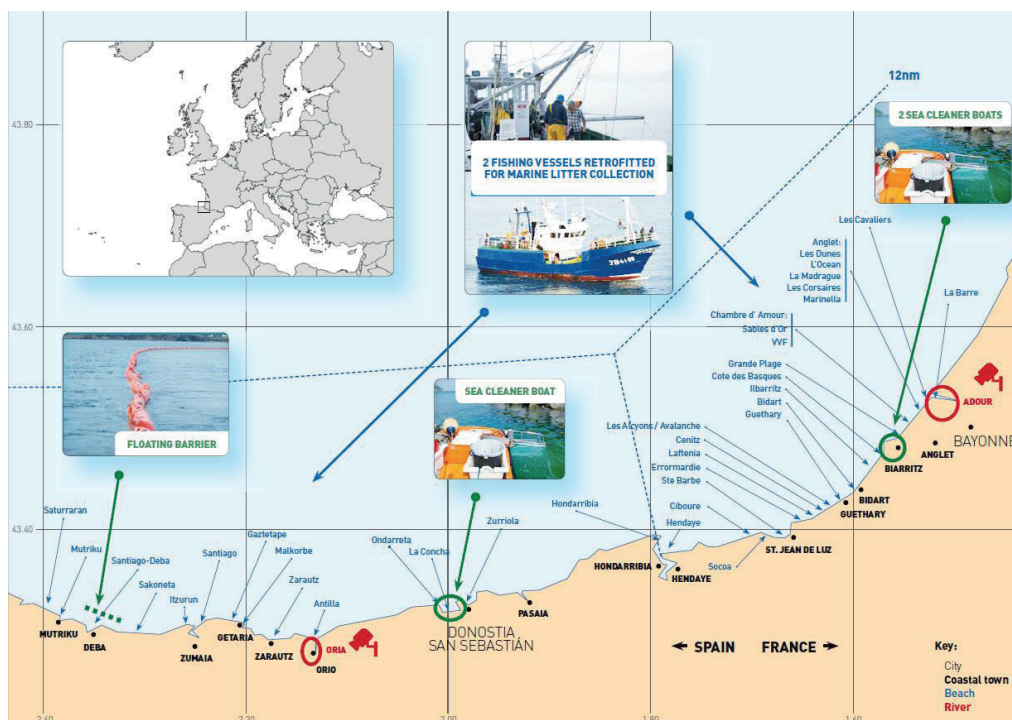 12nm
2 SEA CLEANER BOATS
43.80
2 FISHING VESSELS RETROFITTED
FOR MARINE LITTER COLLECTION
Les Cavaliers
Anglet:
Les Dunes
L'Ocean
La Madrague
Les Corsaires
Marinella
La Barre
43.60
Chambre d' Amour:
Sables d'Or
VVF
Grande Plage
Cote des Basques
Ilbarritz
Bidart
Guethary
ADOUR
BAYONNE
ANGLET
BIARRITZ
BIDART
GUETHARY
FLOATING BARRIER
SEA CLEANER BOAT
Les Alcyons / Avalanche
Cenitz
Laftenia
Errormardie
Ste Barbe
Ciboure
Hendaye
Hondarribia
Socoa
ST. JEAN DE LUZ
43.40
Saturraran
Mutriku
Santiago-Deba
Sakoneta
Itzurun
Santiago
Gaztetape
Malkorbe
Zarautz
Antilla
Ondarreta
La Concha
Zurriola
HONDARRIBIA
HENDAYE
PASAIA
MUTRIKU
DEBA
ZUMAIA
GETARIA
ZARAUTZ
ORIA
ORIO
DONOSTIA
SAN SEBASTIÁN
SPAIN
FRANCE
Key:
City
Coastal town
Beach
River
2.00
1.80